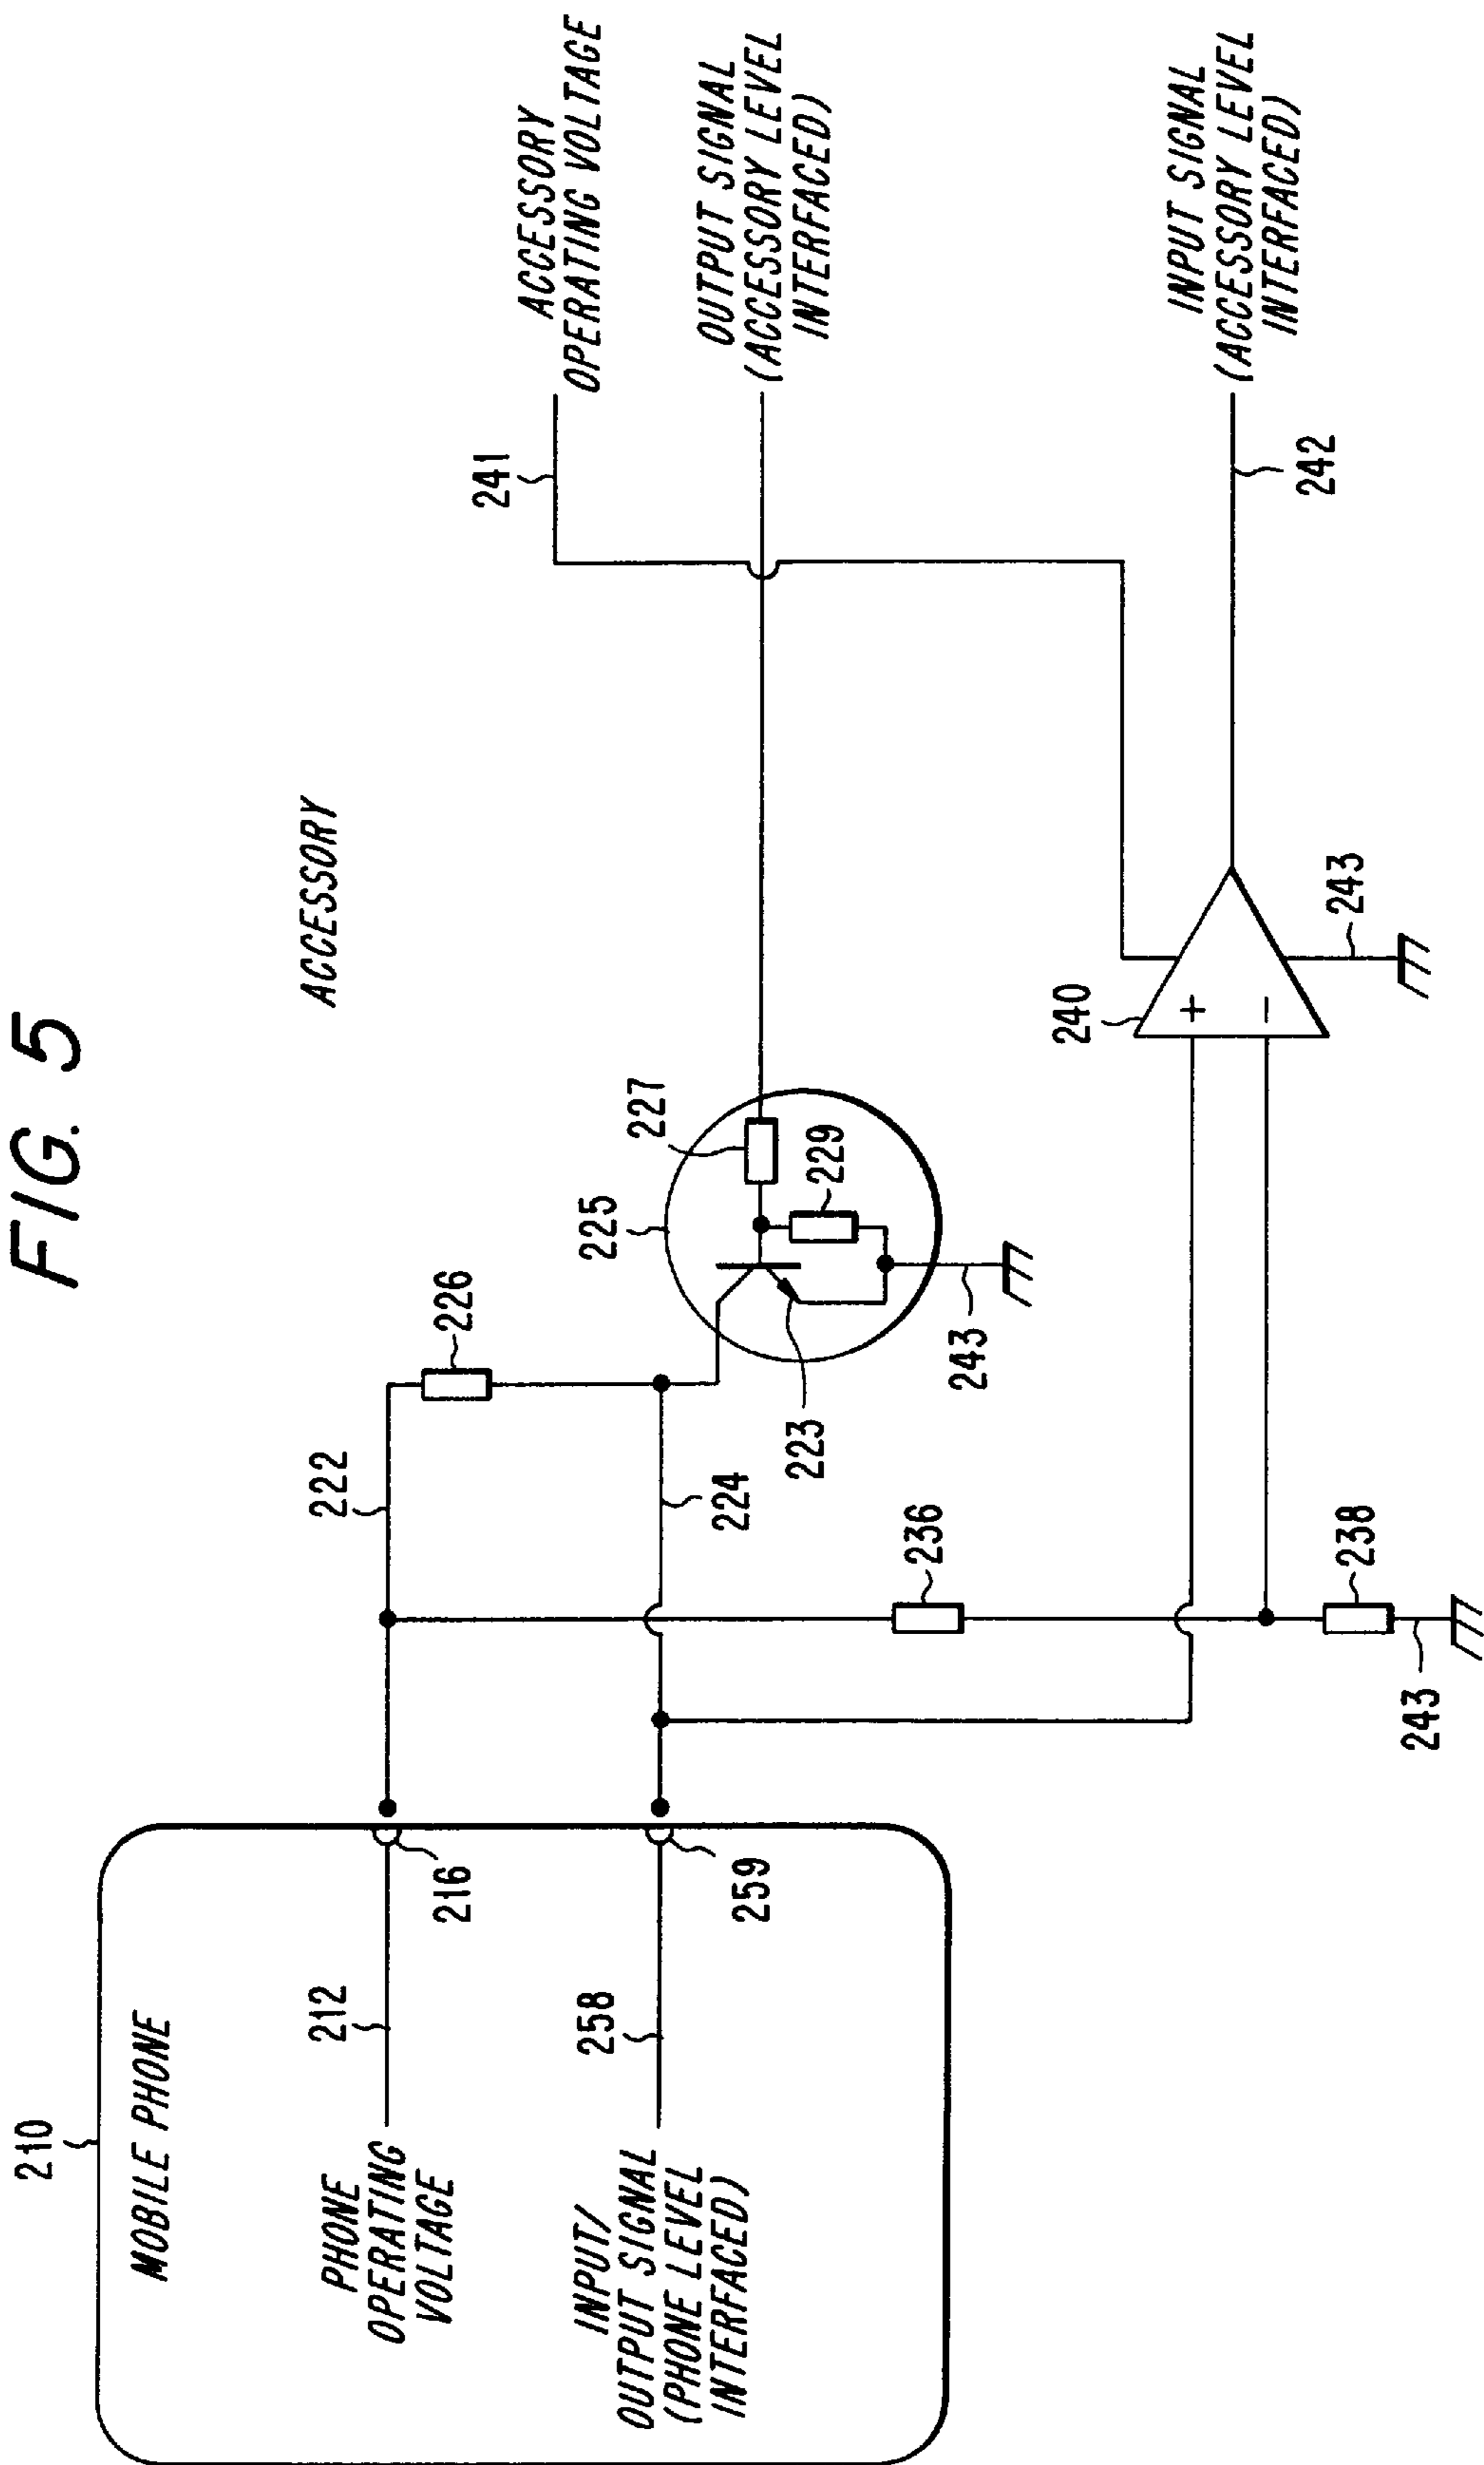 FIG. 5
210
MOBILE PHONE
PHONE
OPERATING
VOLTAGE
212
216
INPUT/
OUTPUT SIGNAL
(PHONE LEVEL
INTERFACED)
258
259
ACCESSORY
222
226
224
225
227
229
223
243
236
238
243
240
243
241
ACCESSORY
OPERATING VOLTAGE
OUTPUT SIGNAL
(ACCESSORY LEVEL
INTERFACED)
242
INPUT SIGNAL
(ACCESSORY LEVEL
INTERFACED)
+
−